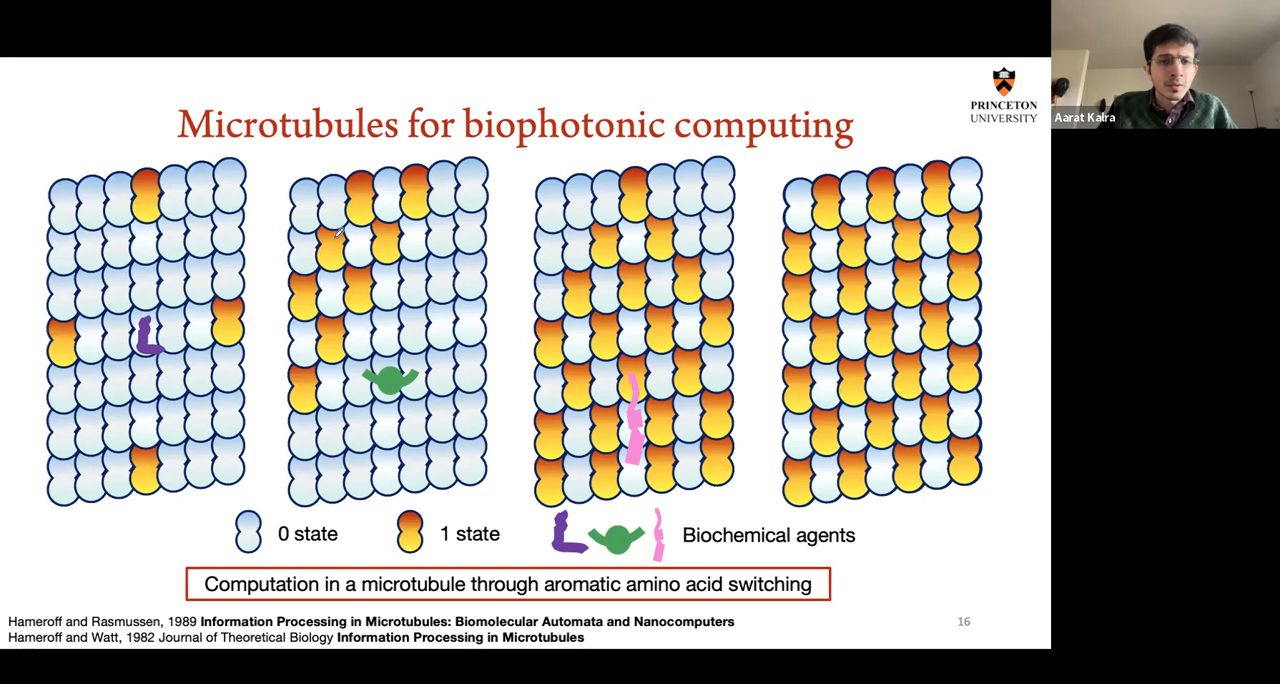 PRINCETON
UNIVERSITY
Aarat Kalra
Microtubules for biophotonic computing
0 state
1 state
Biochemical agents
Computation in a microtubule through aromatic amino acid switching
Hameroff and Rasmussen, 1989 Information Processing in Microtubules: Biomolecular Automata and Nanocomputers
16
Hameroff and Watt, 1982 Journal of Theoretical Biology Information Processing in Microtubules